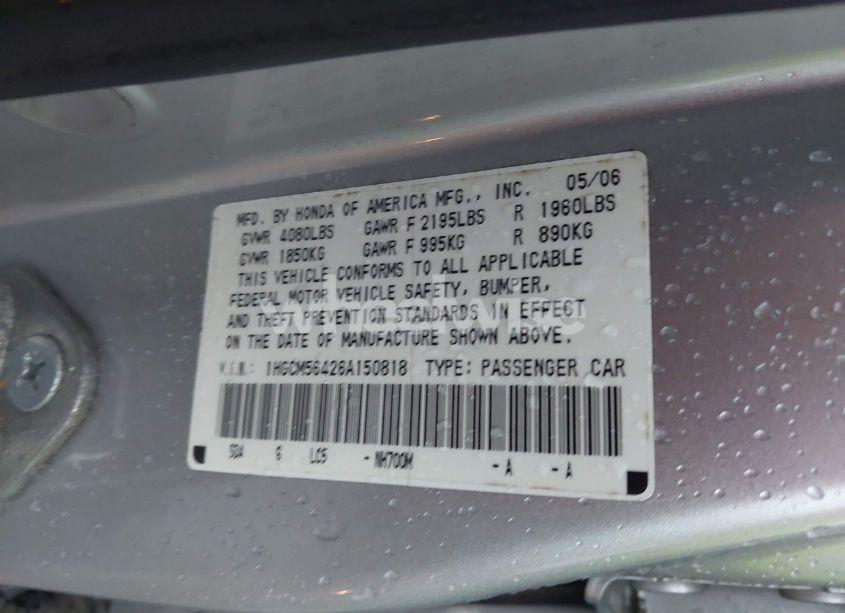 MFD. BY HONDA OF AMERICA MFG., INC. 05/06
GVWR 4080LBS GAWR F 2195LBS R 1960LBS
GVWR 1850KG GAWR F 995KG R 890KG
THIS VEHICLE CONFORMS TO ALL APPLICABLE
FEDERAL MOTOR VEHICLE SAFETY, BUMPER,
AND THEFT PREVENTION STANDARDS IN EFFECT
ON THE DATE OF MANUFACTURE SHOWN ABOVE.
V.I.N.: 1HGCM56426A150818 TYPE: PASSENGER CAR
SDA 6 LC5 - NH700M - A - A